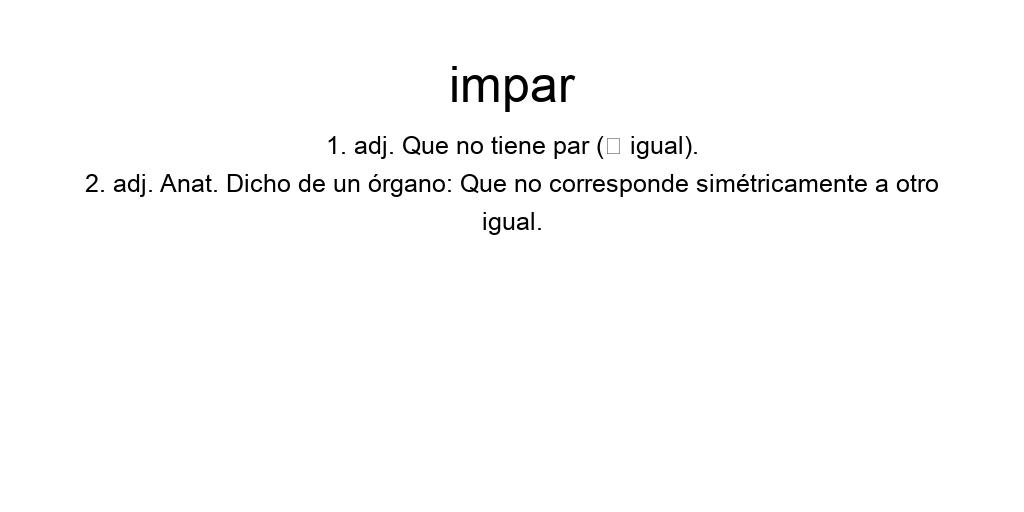 impar
1. adj. Que no tiene par (▯ igual).
2. adj. Anat. Dicho de un órgano: Que no corresponde simétricamente a otro
igual.